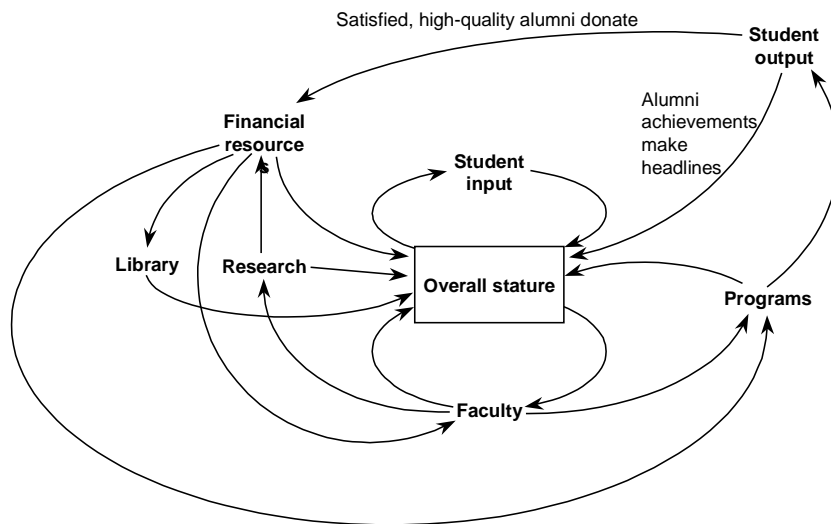 Satisfied, high-quality alumni donate
Student
output
Alumni
achievements
make
headlines
Financial
resource
s
Student
input
Library
Research
Overall stature
Programs
Faculty